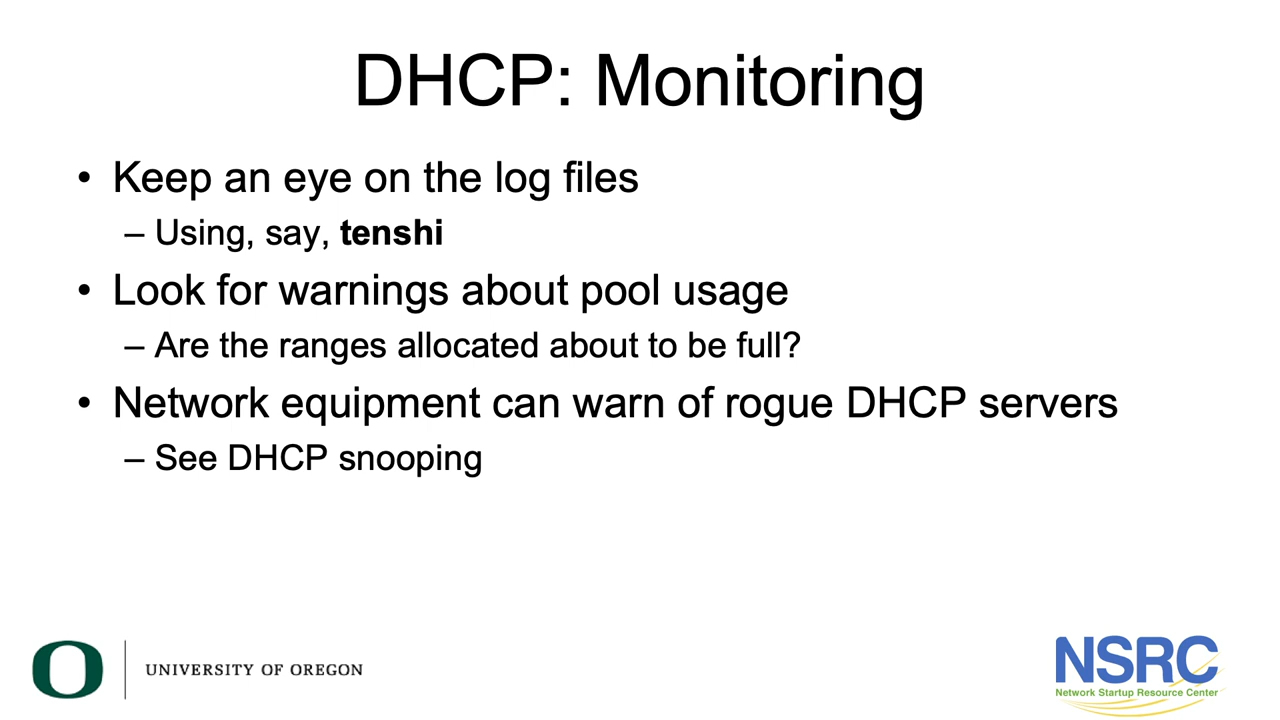 DHCP: Monitoring
• Keep an eye on the log files
– Using, say, tenshi
• Look for warnings about pool usage
– Are the ranges allocated about to be full?
• Network equipment can warn of rogue DHCP servers
– See DHCP snooping
O
UNIVERSITY OF OREGON
NSRC
Network Startup Resource Center